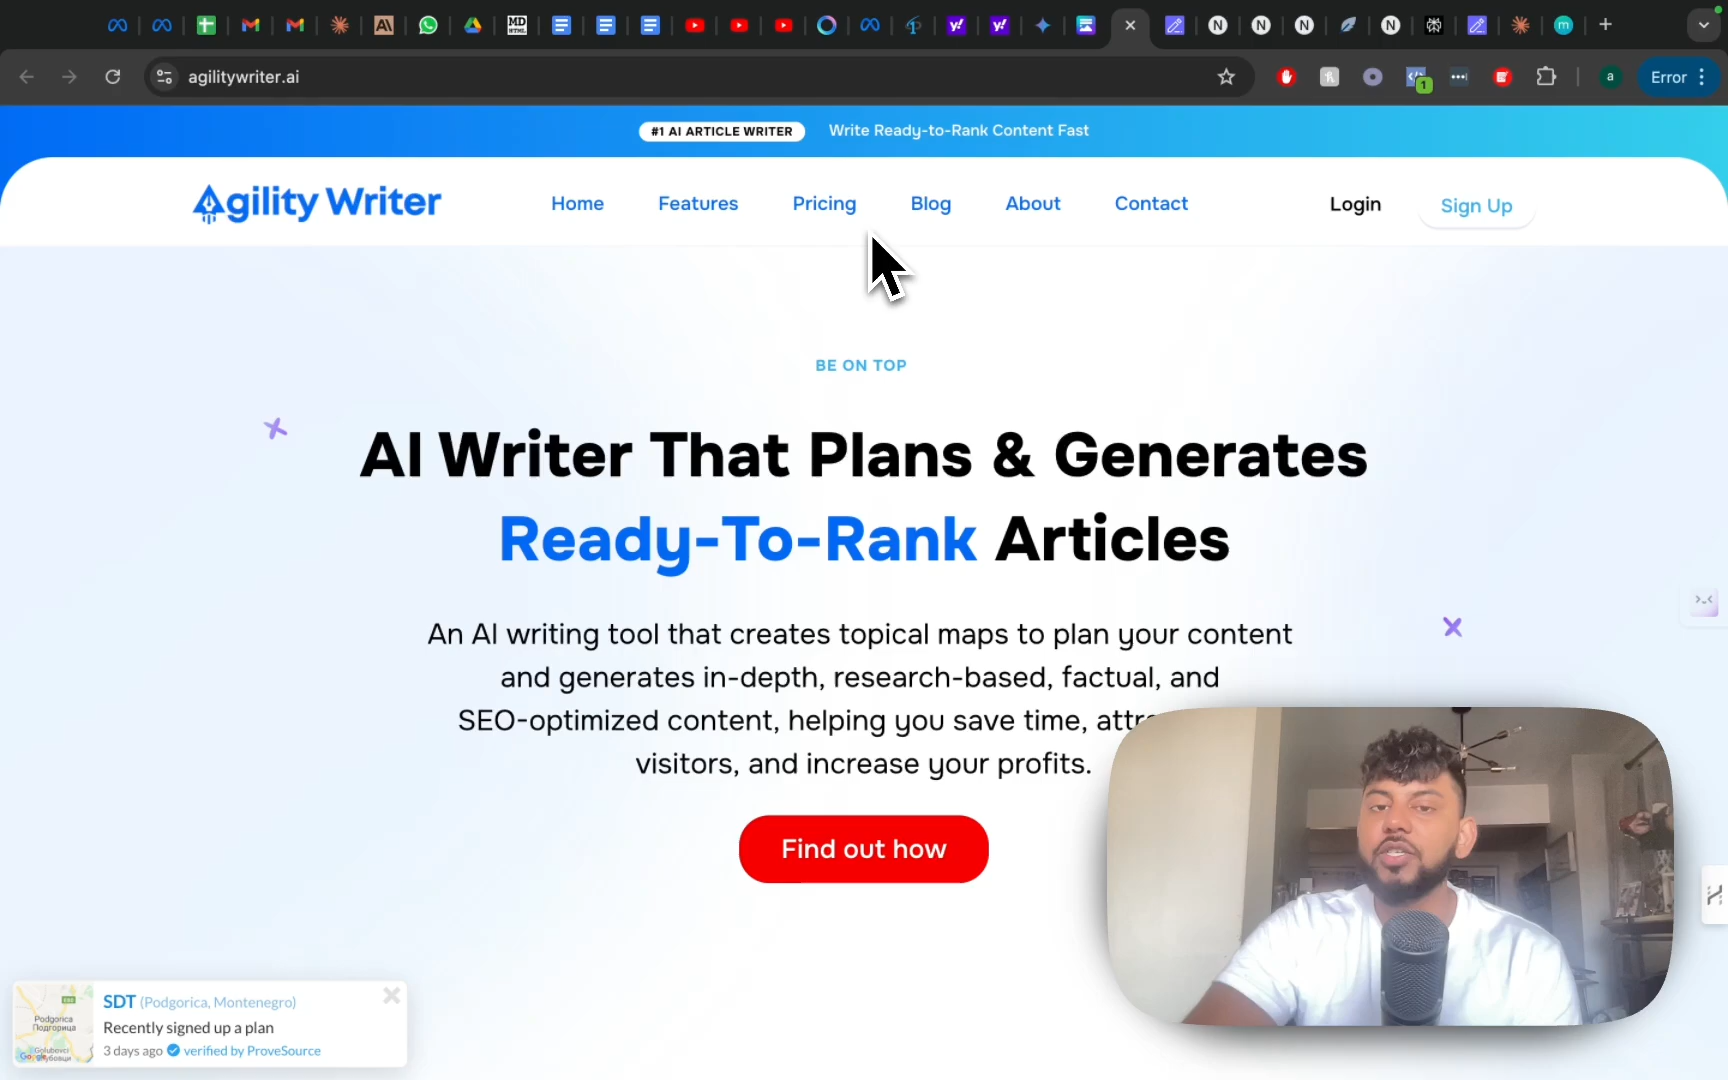 agilitywriter.ai
Error
#1 AI ARTICLE WRITER
Write Ready-to-Rank Content Fast
Agility Writer
Home
Features
Pricing
Blog
About
Contact
Login
Sign Up
BE ON TOP
AI Writer That Plans & Generates
Ready-To-Rank Articles
An AI writing tool that creates topical maps to plan your content
and generates in-depth, research-based, factual, and
SEO-optimized content, helping you save time,
visitors, and increase your profits.
Find out how
SDT (Podgorica, Montenegro)
Recently signed up a plan
3 days ago verified by ProveSource
Podgorica
Подгорица
Google